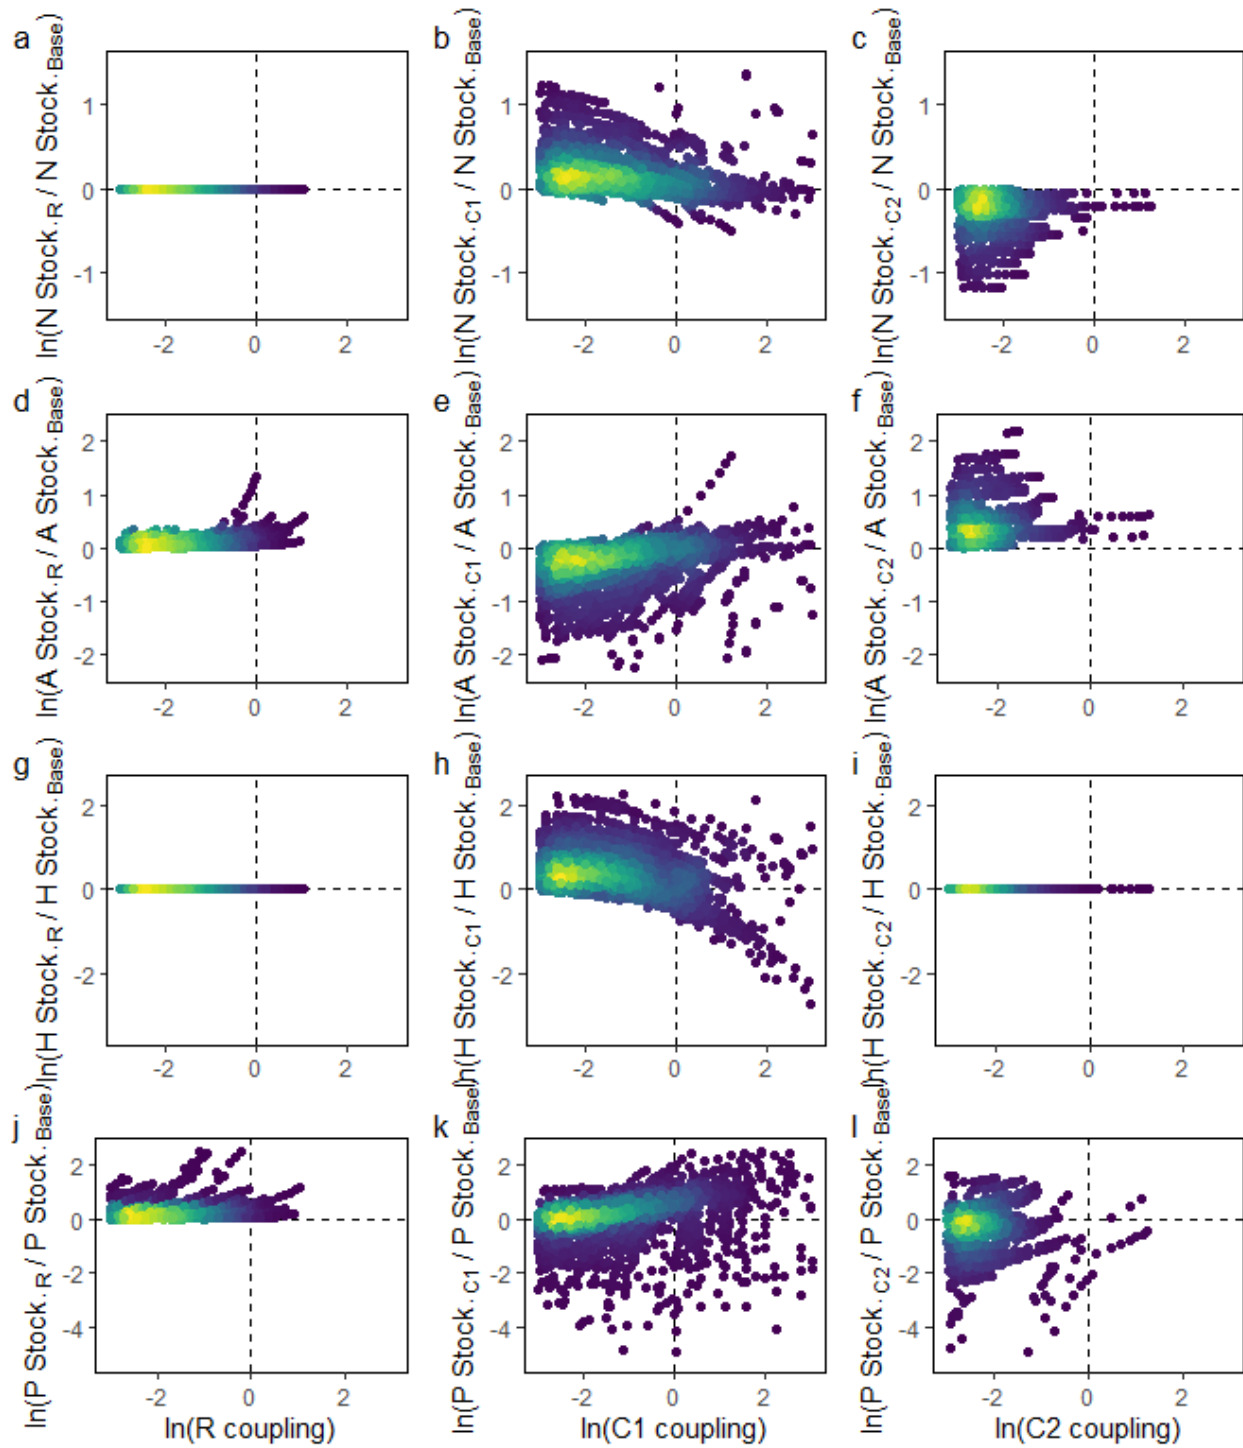 a
b
c
ln(N Stock.R / N Stock.Base)
ln(N Stock.C1 / N Stock.Base)
ln(N Stock.C2 / N Stock.Base)
1
0
-1
1
0
-1
1
0
-1
-2 0 2
-2 0 2
-2 0 2
d
e
f
ln(A Stock.R / A Stock.Base)
ln(A Stock.C1 / A Stock.Base)
ln(A Stock.C2 / A Stock.Base)
2
1
0
-1
-2
2
1
0
-1
-2
2
1
0
-1
-2
-2 0 2
-2 0 2
-2 0 2
g
h
i
ln(H Stock.R / H Stock.Base)
ln(H Stock.C1 / H Stock.Base)
ln(H Stock.C2 / H Stock.Base)
2
0
-2
2
0
-2
2
0
-2
-2 0 2
-2 0 2
-2 0 2
j
k
l
ln(P Stock.R / P Stock.Base)
ln(P Stock.C1 / P Stock.Base)
ln(P Stock.C2 / P Stock.Base)
2
0
-2
-4
2
0
-2
-4
2
0
-2
-4
-2 0 2
-2 0 2
-2 0 2
ln(R coupling)
ln(C1 coupling)
ln(C2 coupling)